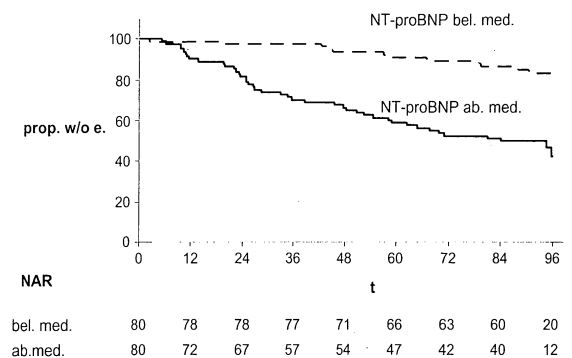 NT-proBNP bel. med.
100
80
NT-proBNP ab. med.
prop. w/o e.
60
40
20
0
0 12 24 36 48 60 72 84 96
NAR
t
bel. med. 80 78 78 77 71 66 63 60 20
ab.med. 80 72 67 57 54 47 42 40 12